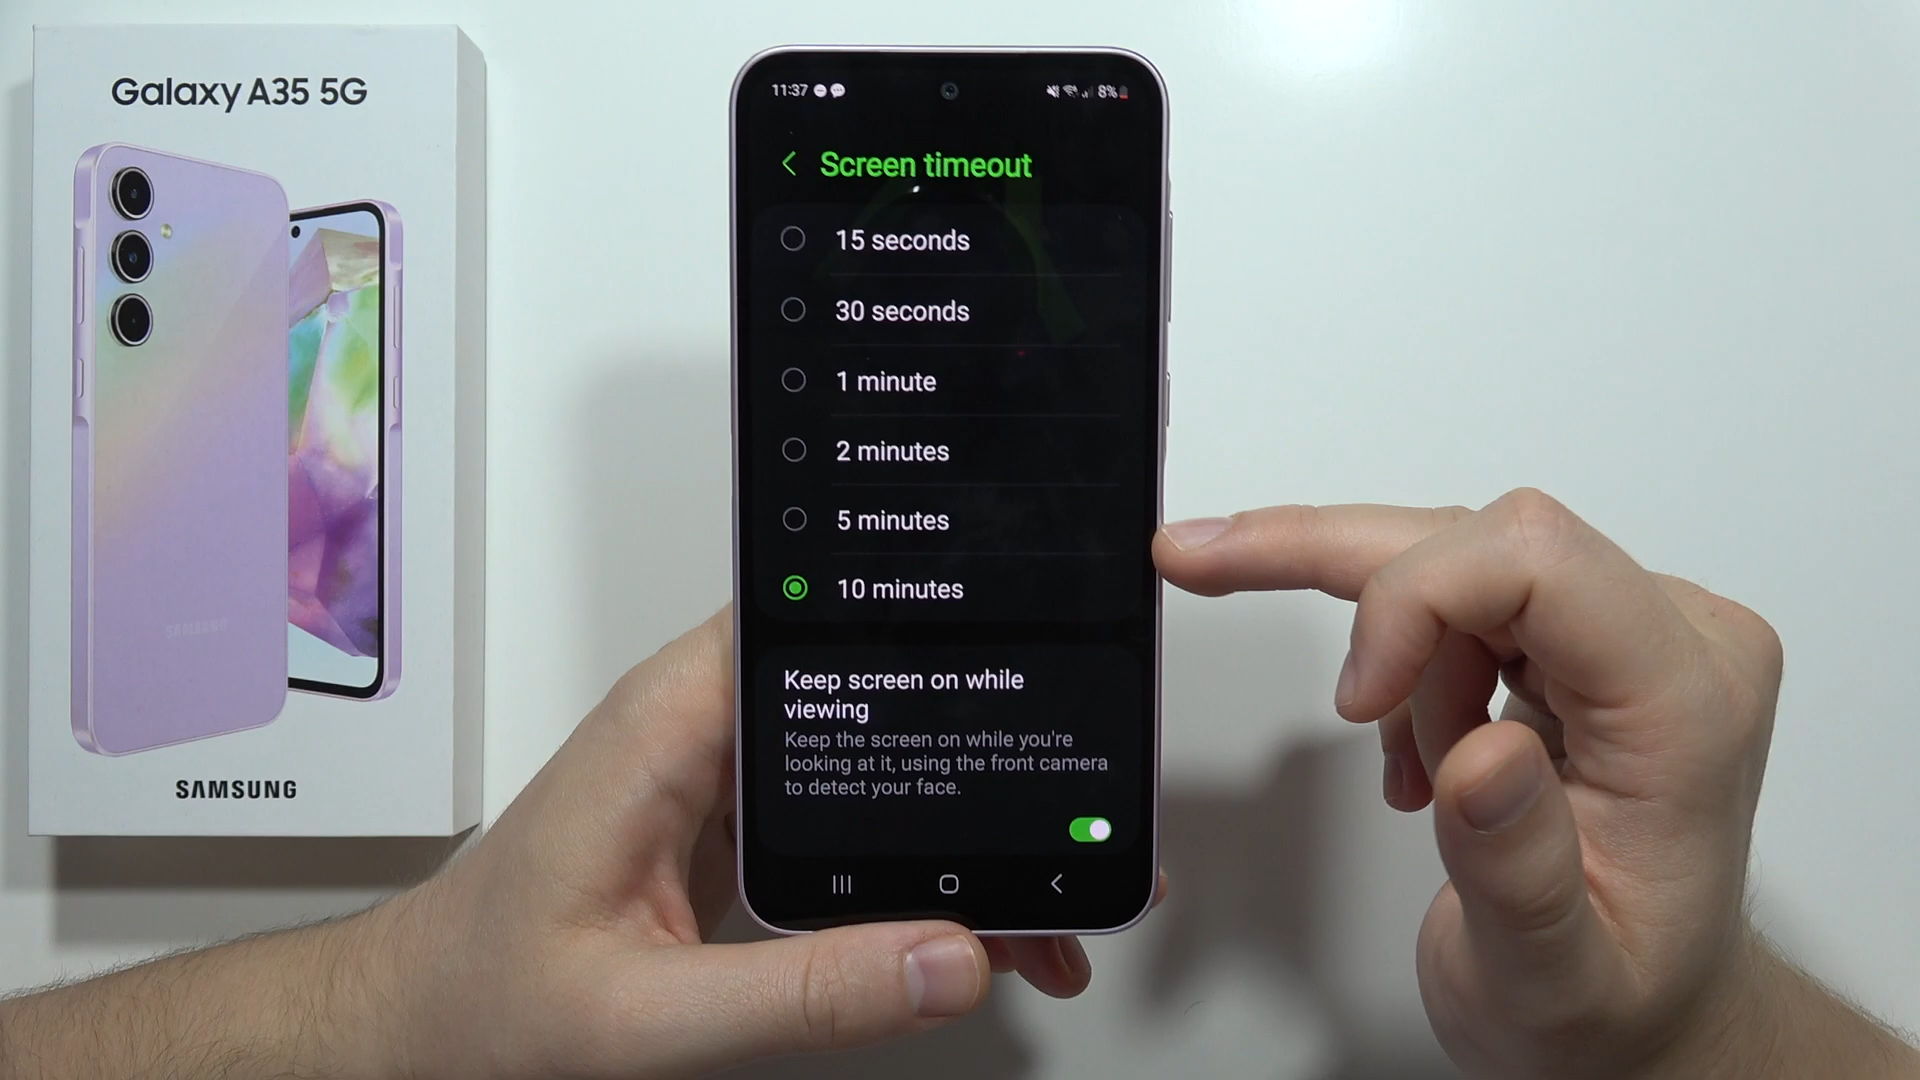 Galaxy A35 5G
SAMSUNG
SAMSUNG
11:37
8%
Screen timeout
15 seconds
30 seconds
1 minute
2 minutes
5 minutes
10 minutes
Keep screen on while
viewing
Keep the screen on while you're
looking at it, using the front camera
to detect your face.